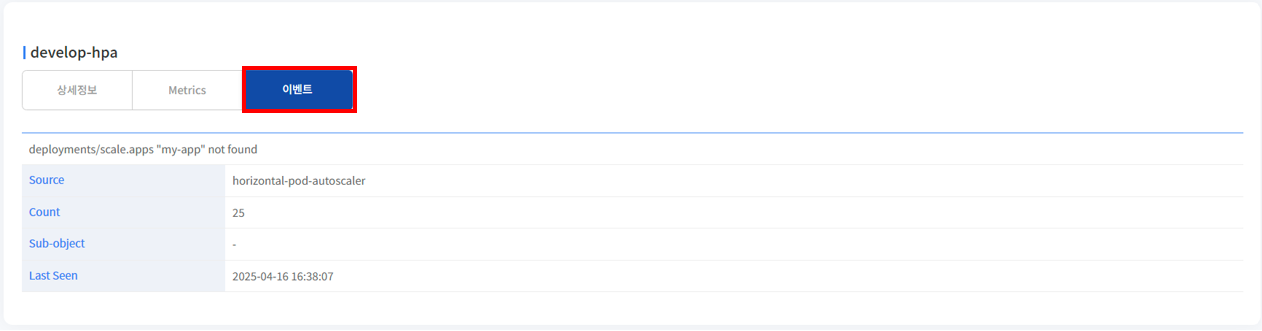 develop-hpa
상세정보 Metrics 이벤트
deployments/scale.apps "my-app" not found
Source horizontal-pod-autoscaler
Count 25
Sub-object -
Last Seen 2025-04-16 16:38:07